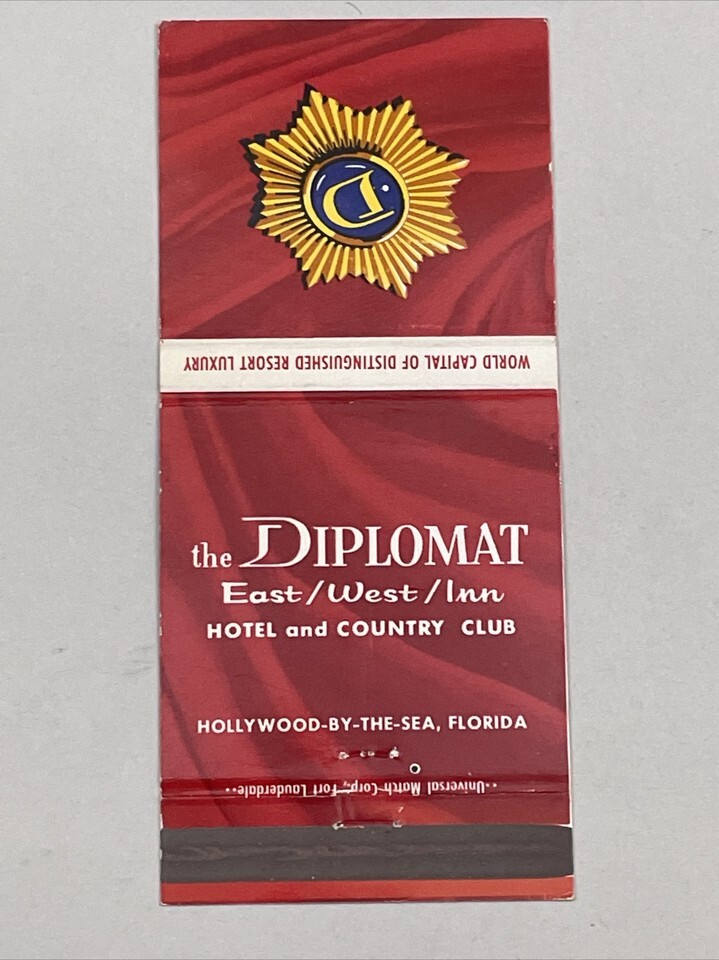 D
WORLD CAPITAL OF DISTINGUISHED RESORT LUXURY
the DIPLOMAT
East/West/Inn
HOTEL and COUNTRY CLUB
HOLLYWOOD-BY-THE-SEA, FLORIDA
··Universal Match Corp., Fort Lauderdale··